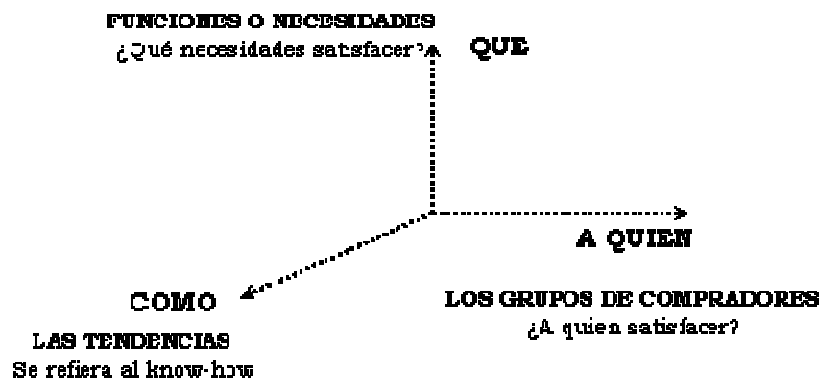 FUNCIONES O NECESIDADES
¿Qué necesidades satisfacer?
QUE
A QUIEN
LOS GRUPOS DE COMPRADORES
¿A quien satisfacer?
COMO
LAS TENDENCIAS
Se refiera al know-how